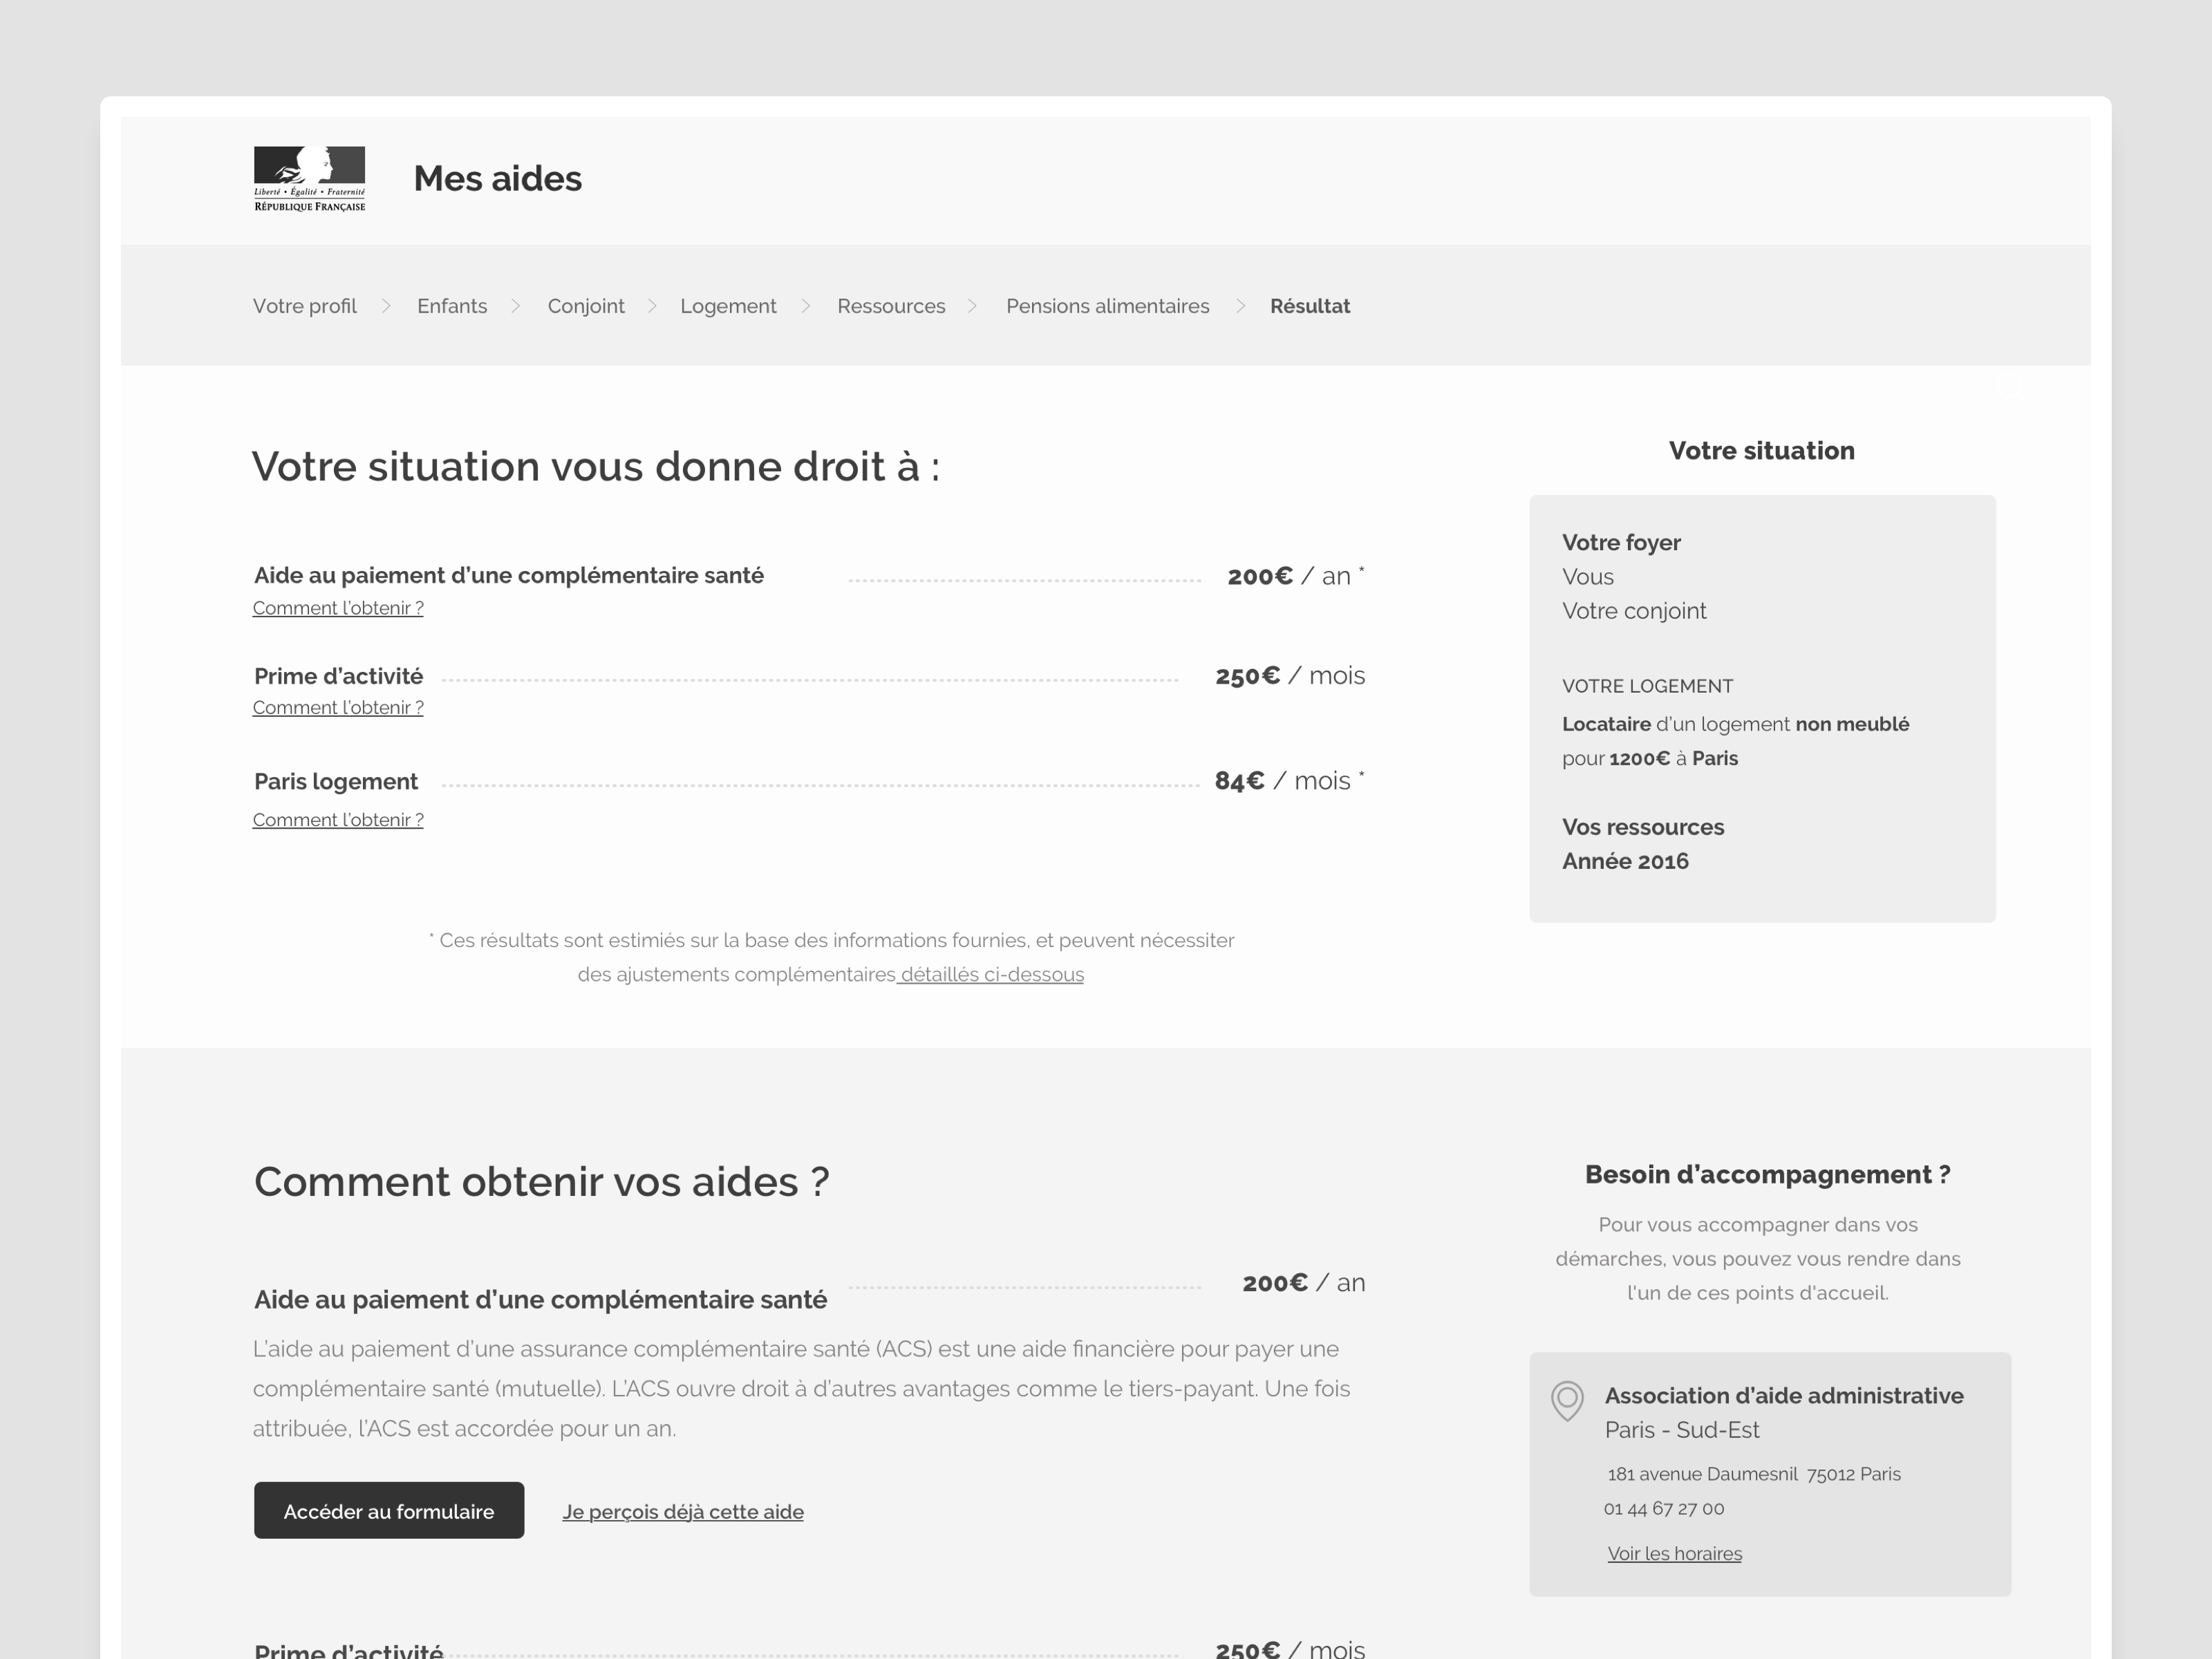 Liberté • Égalité • Fraternité
RÉPUBLIQUE FRANÇAISE
Mes aides
Votre profil > Enfants > Conjoint > Logement > Ressources > Pensions alimentaires > Résultat
Votre situation vous donne droit à :
Aide au paiement d’une complémentaire santé 200€ / an *
Comment l’obtenir ?
Prime d’activité 250€ / mois
Comment l’obtenir ?
Paris logement 84€ / mois *
Comment l’obtenir ?
* Ces résultats sont estimiés sur la base des informations fournies, et peuvent nécessiter
des ajustements complémentaires détaillés ci-dessous
Votre situation
Votre foyer
Vous
Votre conjoint
VOTRE LOGEMENT
Locataire d’un logement non meublé
pour 1200€ à Paris
Vos ressources
Année 2016
Comment obtenir vos aides ?
Aide au paiement d’une complémentaire santé 200€ / an
L’aide au paiement d’une assurance complémentaire santé (ACS) est une aide financière pour payer une
complémentaire santé (mutuelle). L’ACS ouvre droit à d’autres avantages comme le tiers-payant. Une fois
attribuée, l’ACS est accordée pour un an.
Accéder au formulaire
Je perçois déjà cette aide
Prime d’activité 250€ / mois
Besoin d’accompagnement ?
Pour vous accompagner dans vos
démarches, vous pouvez vous rendre dans
l'un de ces points d'accueil.
Association d’aide administrative
Paris - Sud-Est
181 avenue Daumesnil 75012 Paris
01 44 67 27 00
Voir les horaires